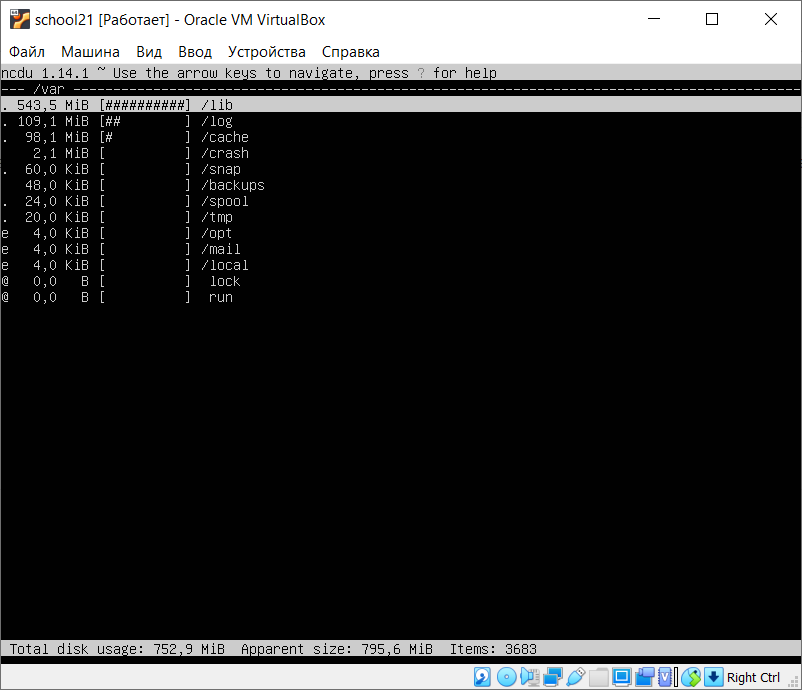 school21 [Работает] - Oracle VM VirtualBox
Файл Машина Вид Ввод Устройства Справка
ncdu 1.14.1 ~ Use the arrow keys to navigate, press ? for help
--- /var ---------------------------------------------------------------------------------------
. 543,5 MiB [##########] /lib
. 109,1 MiB [##        ] /log
.  98,1 MiB [#         ] /cache
    2,1 MiB [          ] /crash
.  60,0 KiB [          ] /snap
   48,0 KiB [          ] /backups
.  24,0 KiB [          ] /spool
.  20,0 KiB [          ] /tmp
e   4,0 KiB [          ] /opt
e   4,0 KiB [          ] /mail
e   4,0 KiB [          ] /local
@   0,0   B [          ]  lock
@   0,0   B [          ]  run
Total disk usage: 752,9 MiB  Apparent size: 795,6 MiB  Items: 3683
Right Ctrl